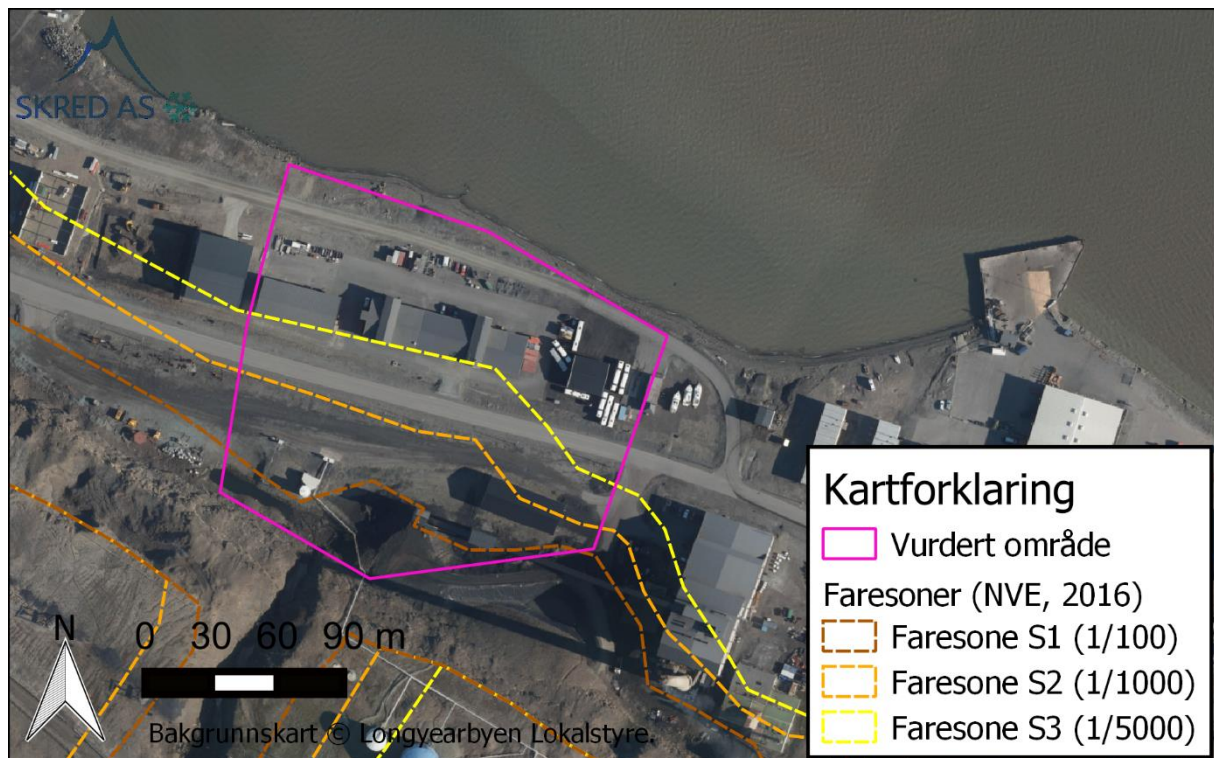 SKRED AS
Kartforklaring
Vurdert område
Faresoner (NVE, 2016)
Faresone S1 (1/100)
Faresone S2 (1/1000)
Faresone S3 (1/5000)
N
0 30 60 90 m
Bakgrunnskart © Longyearbyen Lokalstyre.